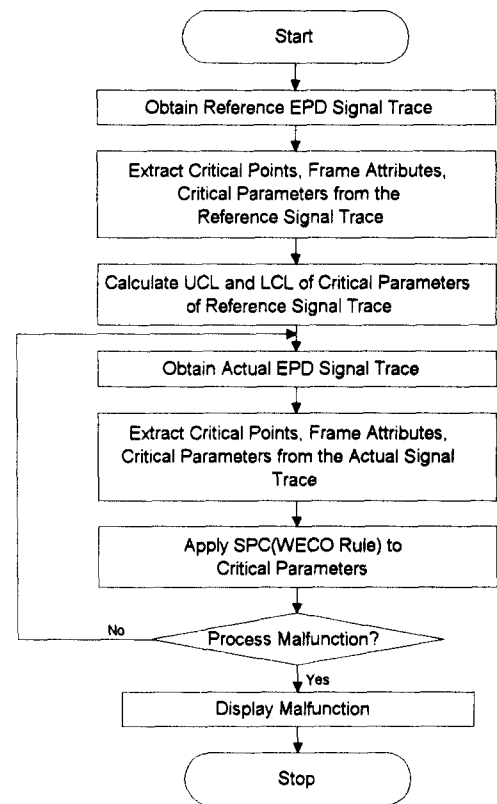 Start
Obtain Reference EPD Signal Trace
Extract Critical Points, Frame Attributes,
Critical Parameters from the
Reference Signal Trace
Calculate UCL and LCL of Critical Parameters
of Reference Signal Trace
Obtain Actual EPD Signal Trace
Extract Critical Points, Frame Attributes,
Critical Parameters from the Actual Signal
Trace
Apply SPC(WECO Rule) to
Critical Parameters
No
Process Malfunction?
Yes
Display Malfunction
Stop